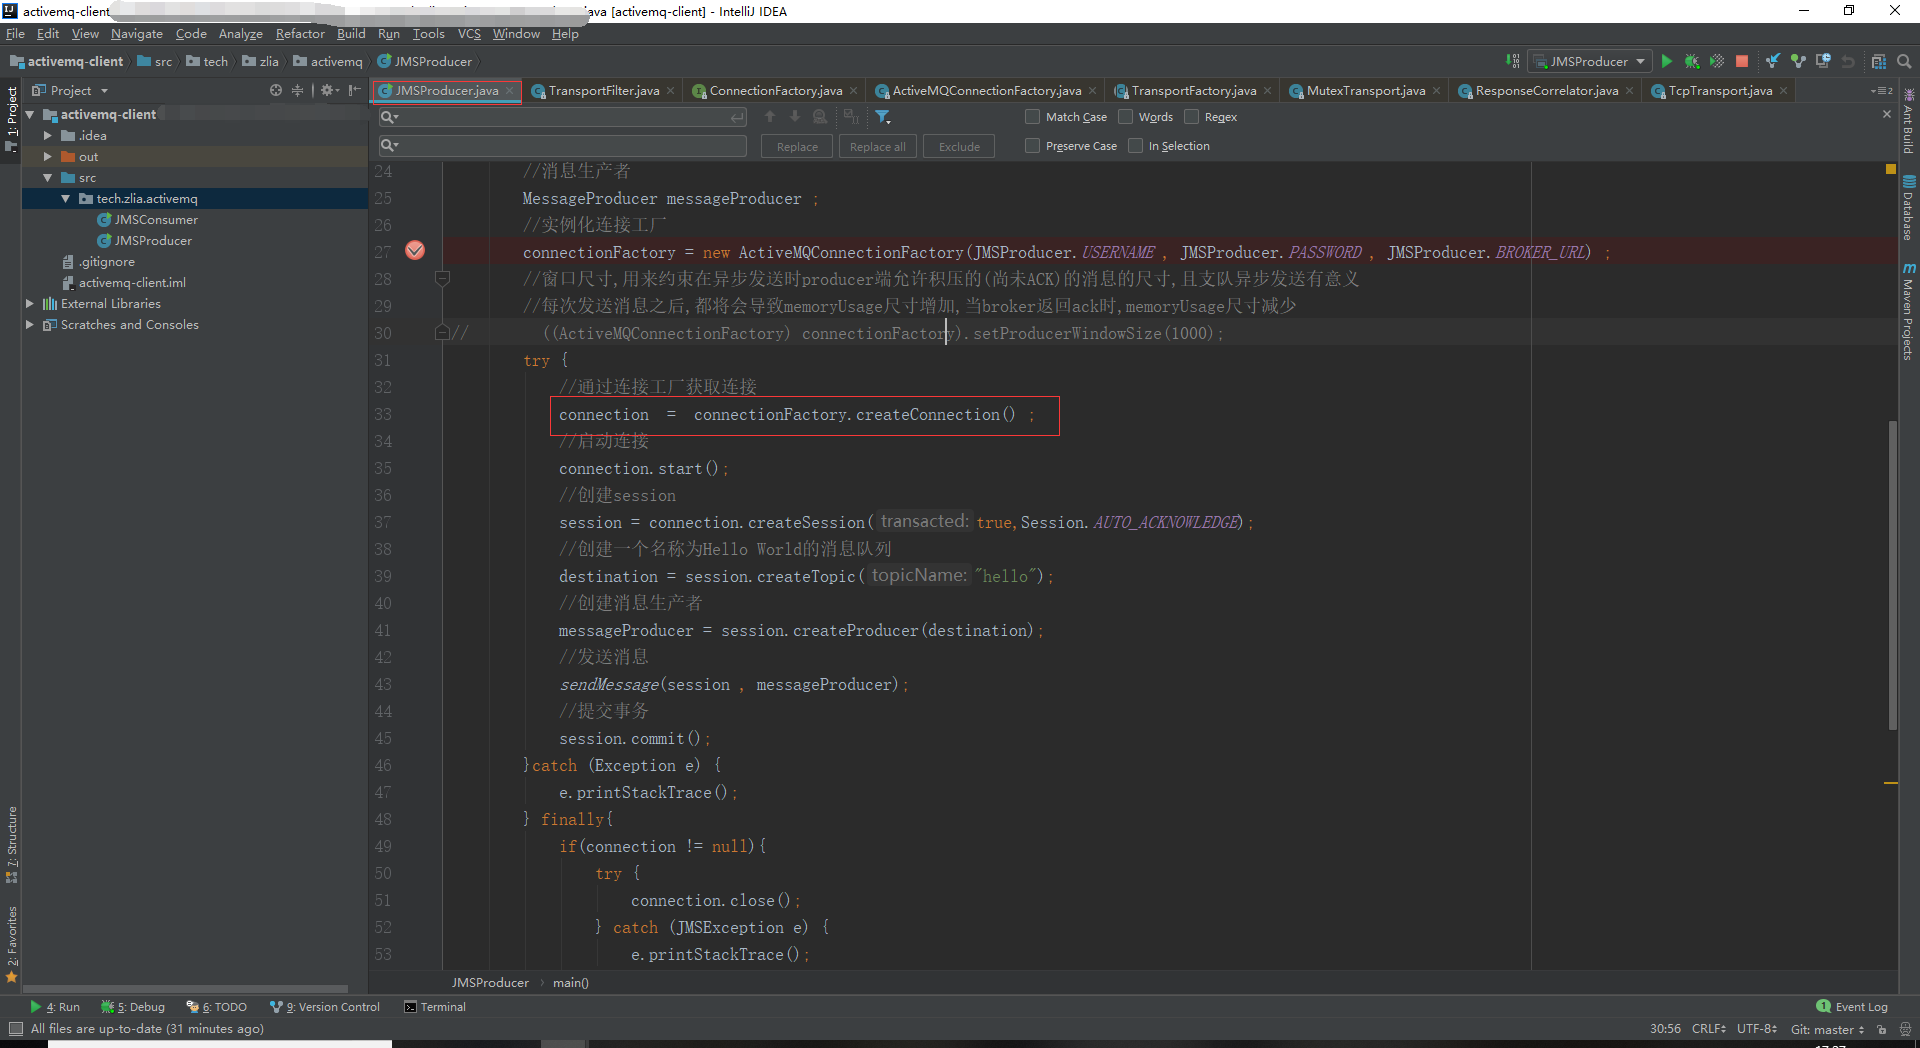 activemq-client java [activemq-client] - IntelliJ IDEA
File Edit View Navigate Code Analyze Refactor Build Run Tools VCS Window Help
activemq-client src tech zlia activemq JMSProducer
JMSProducer
Project
JMSProducer.java TransportFilter.java ConnectionFactory.java ActiveMQConnectionFactory.java TransportFactory.java MutexTransport.java ResponseCorrelator.java TcpTransport.java
Match Case Words Regex
Replace Replace all Exclude Preserve Case In Selection
1: Project
7: Structure
2: Favorites
activemq-client
.idea
out
src
tech.zlia.activemq
JMSConsumer
JMSProducer
.gitignore
activemq-client.iml
External Libraries
Scratches and Consoles
24 //消息生产者
25 MessageProducer messageProducer ;
26 //实例化连接工厂
27 connectionFactory = new ActiveMQConnectionFactory(JMSProducer.USERNAME , JMSProducer.PASSWORD , JMSProducer.BROKER_URL) ;
28 //窗口尺寸,用来约束在异步发送时producer端允许积压的(尚未ACK)的消息的尺寸,且支队异步发送有意义
29 //每次发送消息之后,都将会导致memoryUsage尺寸增加,当broker返回ack时,memoryUsage尺寸减少
30 // ((ActiveMQConnectionFactory) connectionFactory).setProducerWindowSize(1000);
31 try {
32 //通过连接工厂获取连接
33 connection = connectionFactory.createConnection() ;
34 //启动连接
35 connection.start();
36 //创建session
37 session = connection.createSession( transacted: true,Session.AUTO_ACKNOWLEDGE);
38 //创建一个名称为Hello World的消息队列
39 destination = session.createTopic( topicName: "hello");
40 //创建消息生产者
41 messageProducer = session.createProducer(destination);
42 //发送消息
43 sendMessage(session , messageProducer);
44 //提交事务
45 session.commit();
46 }catch (Exception e) {
47 e.printStackTrace();
48 } finally{
49 if(connection != null){
50 try {
51 connection.close();
52 } catch (JMSException e) {
53 e.printStackTrace();
Ant Build
Database
Maven Projects
JMSProducer main()
4: Run 5: Debug 6: TODO 9: Version Control Terminal 1 Event Log
All files are up-to-date (31 minutes ago) 30:56 CRLF UTF-8 Git: master